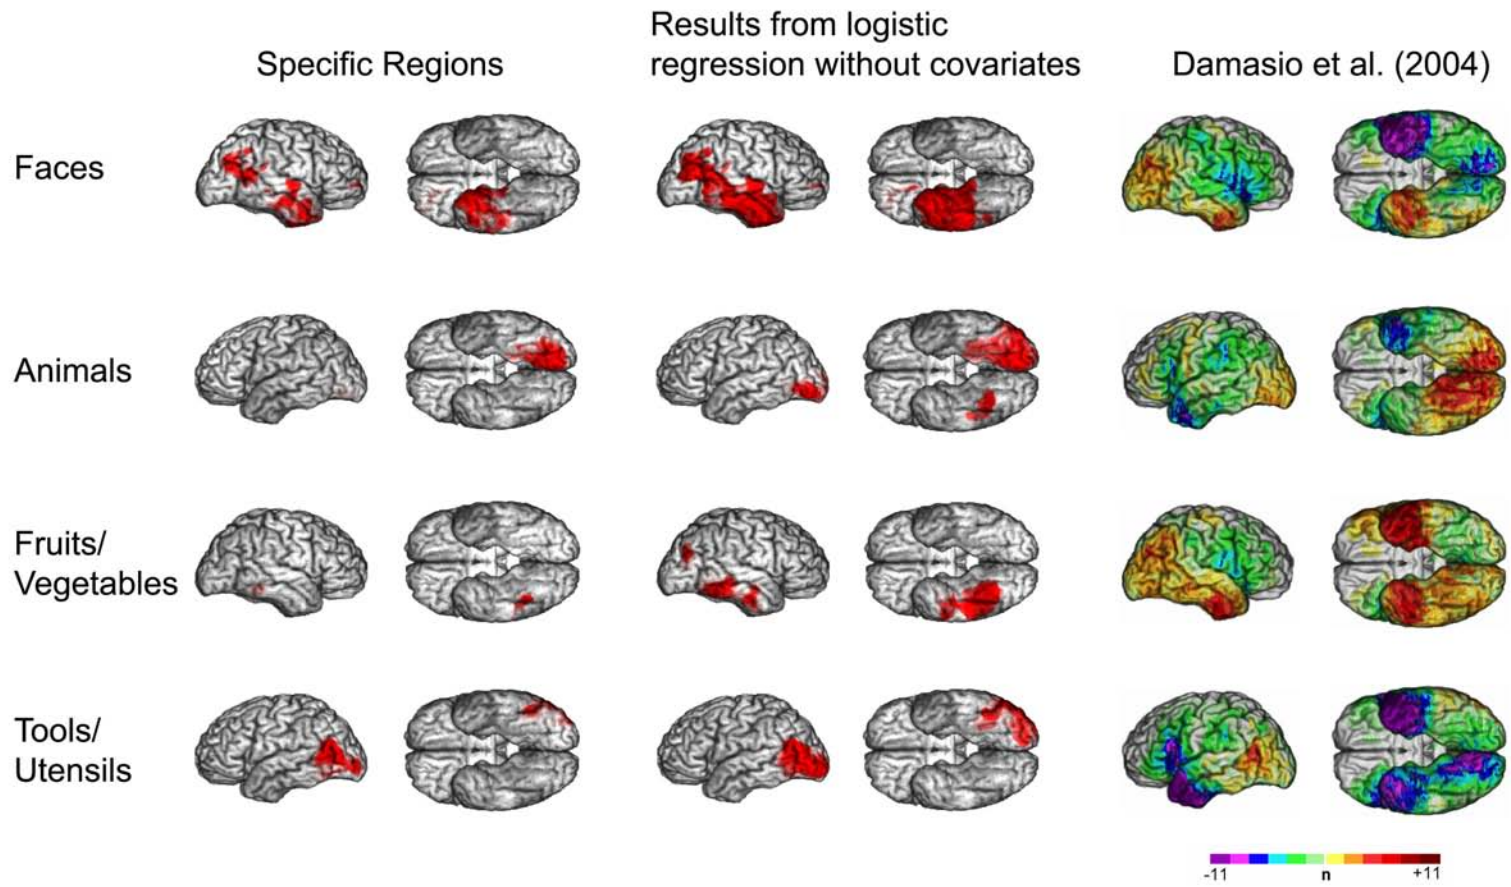 Results from logistic
Specific Regions
regression without covariates
Damasio et al. (2004)
Faces
Animals
Fruits/
Vegetables
Tools/
Utensils
-11 n +11